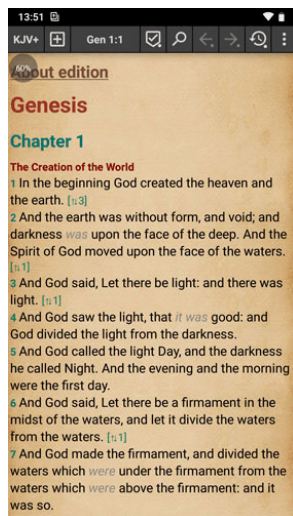 13:51
KJV+ Gen 1:1
About edition
60%
Genesis
Chapter 1
The Creation of the World
1 In the beginning God created the heaven and
the earth. [↑↓3]
2 And the earth was without form, and void; and
darkness was upon the face of the deep. And the
Spirit of God moved upon the face of the waters.
[↑↓1]
3 And God said, Let there be light: and there was
light. [↑↓1]
4 And God saw the light, that it was good: and
God divided the light from the darkness.
5 And God called the light Day, and the darkness
he called Night. And the evening and the morning
were the first day.
6 And God said, Let there be a firmament in the
midst of the waters, and let it divide the waters
from the waters. [↑↓1]
7 And God made the firmament, and divided the
waters which were under the firmament from the
waters which were above the firmament: and it
was so.